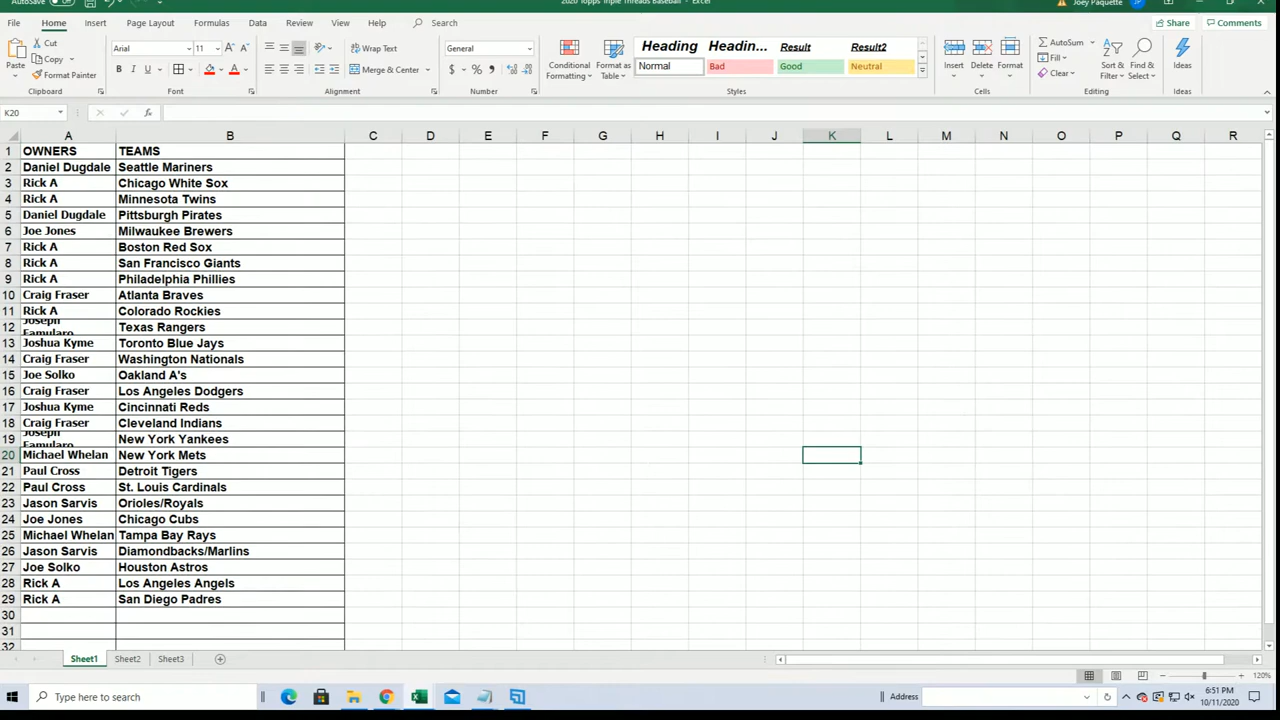 AutoSave Off 2020 Topps Triple Threads Baseball - Excel Joey Paquette JP
File Home Insert Page Layout Formulas Data Review View Help Search Share Comments
Paste Cut Copy Format Painter Clipboard
Arial 11 A A B I U A Font
Wrap Text Merge & Center Alignment
General $ % Number
Conditional Formatting Format as Table
Heading Headin... Result Result2
Normal Bad Good Neutral
Styles
Insert Delete Format Cells
AutoSum Fill Clear Sort & Filter Find & Select Editing
Ideas Ideas
K20 fx
A B C D E F G H I J K L M N O P Q R
1 OWNERS TEAMS
2 Daniel Dugdale Seattle Mariners
3 Rick A Chicago White Sox
4 Rick A Minnesota Twins
5 Daniel Dugdale Pittsburgh Pirates
6 Joe Jones Milwaukee Brewers
7 Rick A Boston Red Sox
8 Rick A San Francisco Giants
9 Rick A Philadelphia Phillies
10 Craig Fraser Atlanta Braves
11 Rick A Colorado Rockies
12 Joseph Famularo Texas Rangers
13 Joshua Kyme Toronto Blue Jays
14 Craig Fraser Washington Nationals
15 Joe Solko Oakland A's
16 Craig Fraser Los Angeles Dodgers
17 Joshua Kyme Cincinnati Reds
18 Craig Fraser Cleveland Indians
19 Joseph Famularo New York Yankees
20 Michael Whelan New York Mets
21 Paul Cross Detroit Tigers
22 Paul Cross St. Louis Cardinals
23 Jason Sarvis Orioles/Royals
24 Joe Jones Chicago Cubs
25 Michael Whelan Tampa Bay Rays
26 Jason Sarvis Diamondbacks/Marlins
27 Joe Solko Houston Astros
28 Rick A Los Angeles Angels
29 Rick A San Diego Padres
30
31
32
Sheet1 Sheet2 Sheet3
120%
Type here to search Address 6:51 PM
10/11/2020